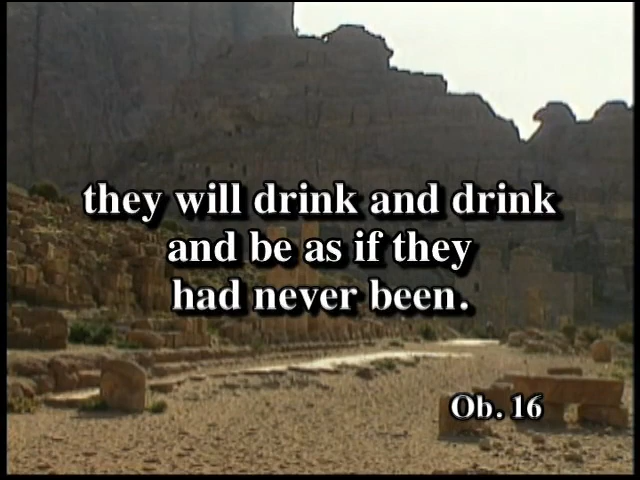 they will drink and drink
and be as if they
had never been.
Ob. 16